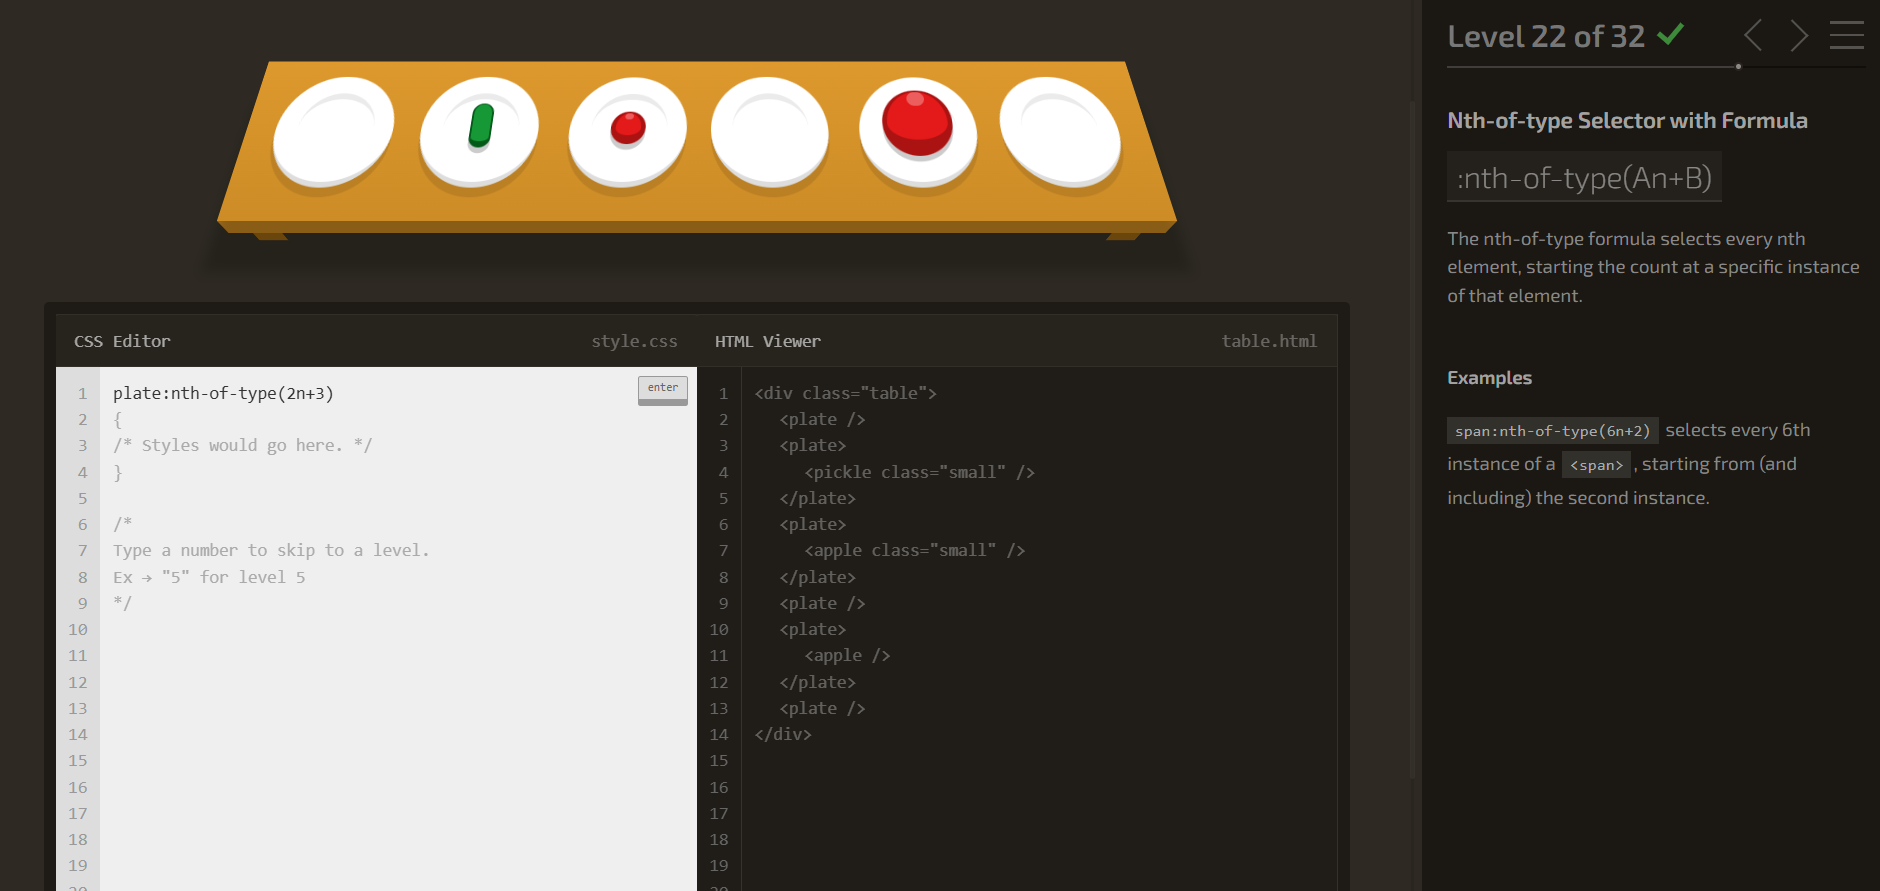 CSS Editor
style.css
1 plate:nth-of-type(2n+3)
enter
2 {
3 /* Styles would go here. */
4 }
5
6 /*
7 Type a number to skip to a level.
8 Ex → "5" for level 5
9 */
10
11
12
13
14
15
16
17
18
19
20
HTML Viewer
table.html
1 <div class="table">
2 <plate />
3 <plate>
4 <pickle class="small" />
5 </plate>
6 <plate>
7 <apple class="small" />
8 </plate>
9 <plate />
10 <plate>
11 <apple />
12 </plate>
13 <plate />
14 </div>
15
16
17
18
19
20
Level 22 of 32
Nth-of-type Selector with Formula
:nth-of-type(An+B)
The nth-of-type formula selects every nth
element, starting the count at a specific instance
of that element.
Examples
span:nth-of-type(6n+2) selects every 6th
instance of a <span> , starting from (and
including) the second instance.